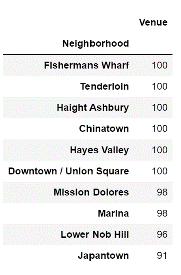 Venue
Neighborhood
Fishermans Wharf 100
Tenderloin 100
Haight Ashbury 100
Chinatown 100
Hayes Valley 100
Downtown / Union Square 100
Mission Dolores 98
Marina 98
Lower Nob Hill 96
Japantown 91